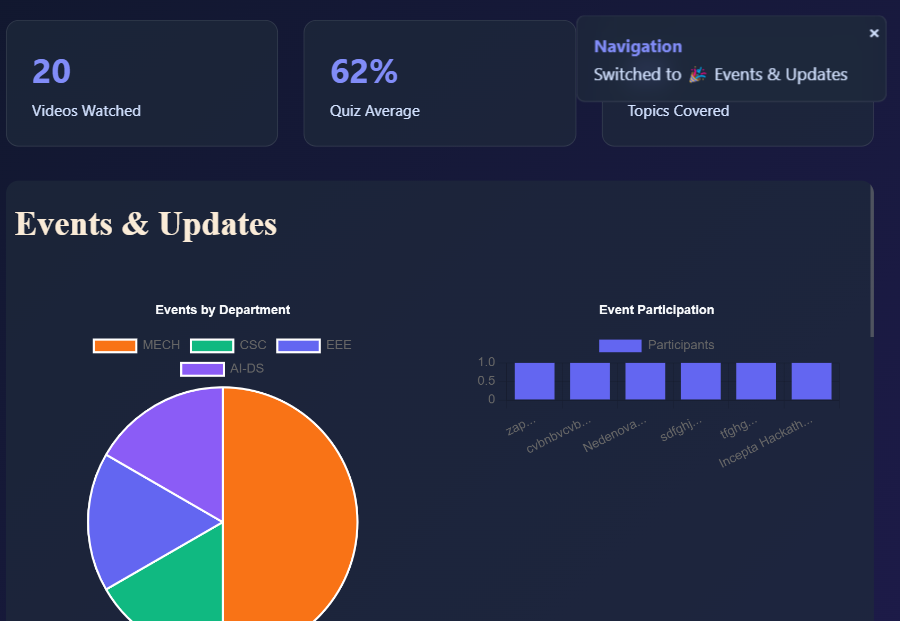 20
Videos Watched
62%
Quiz Average
Topics Covered
Navigation
×
Switched to 🎉 Events & Updates
Events & Updates
Events by Department
MECH
CSC
EEE
AI-DS
Event Participation
Participants
1.0
0.5
0
zap...
cvbnbvcvb...
Nedenova...
sdfghj...
tfghg...
Incepta Hackath...